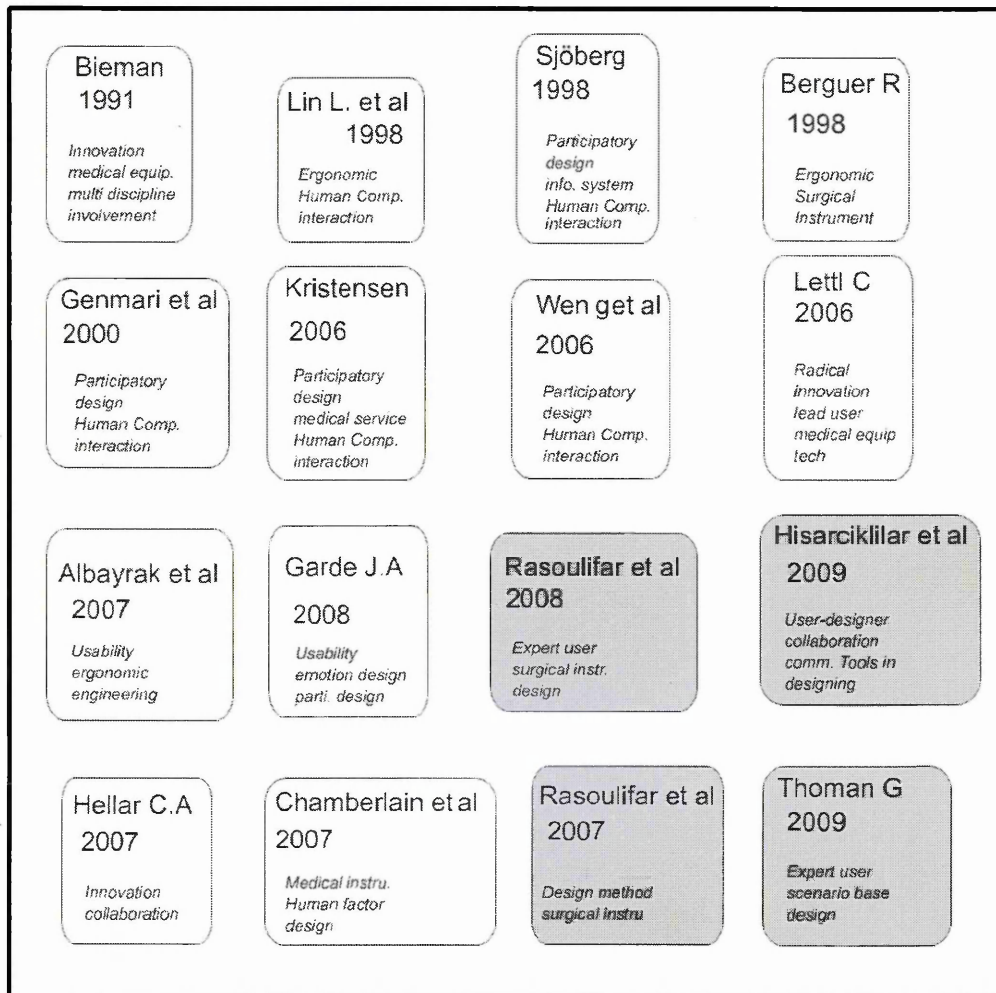 Bieman
1991
Innovation
medical equip.
multi discipline
involvement
Lin L. et al
1998
Ergonomic
Human Comp.
interaction
Sjöberg
1998
Participatory
design
info. system
Human Comp.
interaction
Berguer R
1998
Ergonomic
Surgical
Instrument
Genmari et al
2000
Participatory
design
Human Comp.
interaction
Kristensen
2006
Participatory
design
medical service
Human Comp.
interaction
Wen get al
2006
Participatory
design
Human Comp.
interaction
Lettl C
2006
Radical
innovation
lead user
medical equip
tech
Albayrak et al
2007
Usability
ergonomic
engineering
Garde J.A
2008
Usability
emotion design
parti. design
Rasoulifar et al
2008
Expert user
surgical instr.
design
Hisarciklilar et al
2009
User-designer
collaboration
comm. Tools in
designing
Hellar C.A
2007
Innovation
collaboration
Chamberlain et al
2007
Medical instru.
Human factor
design
Rasoulifar et al
2007
Design method
surgical instru
Thoman G
2009
Expert user
scenario base
design